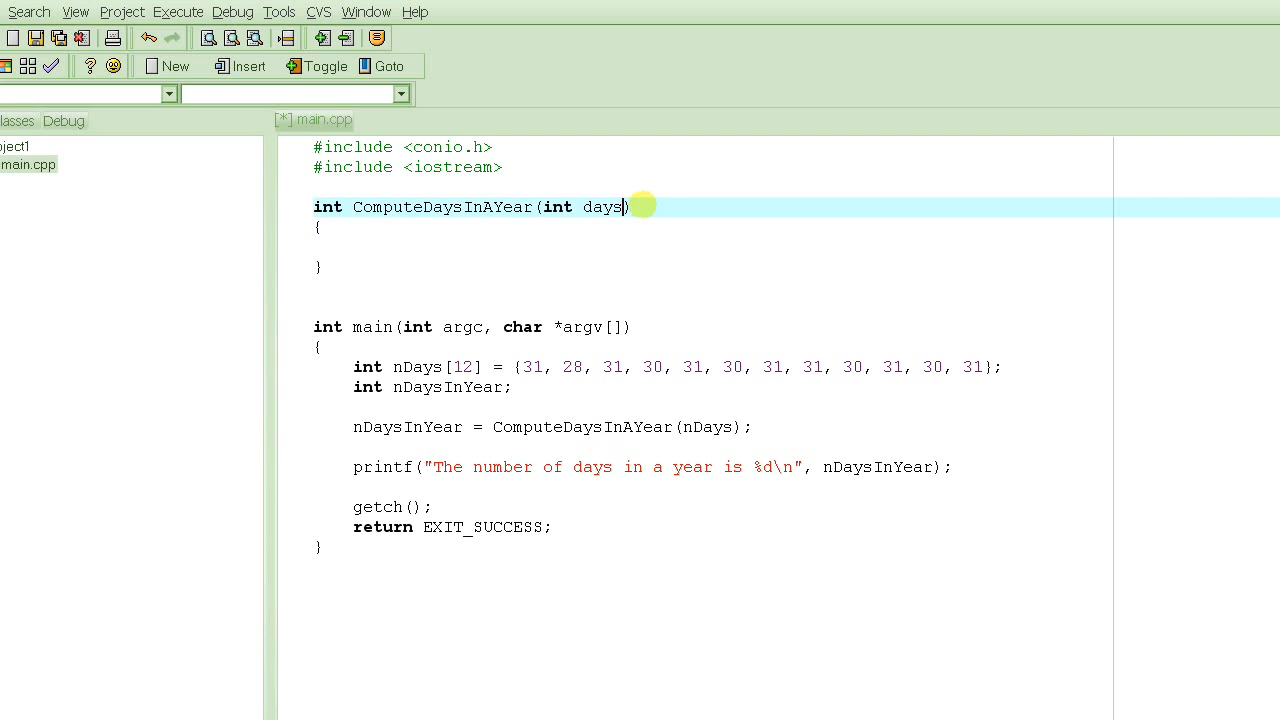 Search View Project Execute Debug Tools CVS Window Help
New Insert Toggle Goto
lasses Debug
[*] main.cpp
oject1
main.cpp
#include <conio.h>
#include <iostream>
int ComputeDaysInAYear(int days)
{
}
int main(int argc, char *argv[])
{
int nDays[12] = {31, 28, 31, 30, 31, 30, 31, 31, 30, 31, 30, 31};
int nDaysInYear;
nDaysInYear = ComputeDaysInAYear(nDays);
printf("The number of days in a year is %d\n", nDaysInYear);
getch();
return EXIT_SUCCESS;
}